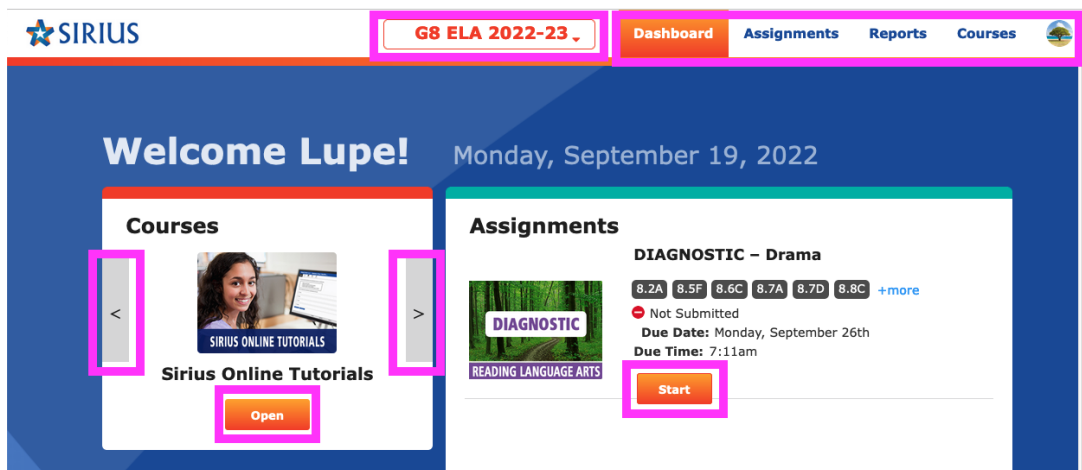 SIRIUS
G8 ELA 2022-23
Dashboard Assignments Reports Courses
Welcome Lupe! Monday, September 19, 2022
Courses
<
SIRIUS ONLINE TUTORIALS
>
Sirius Online Tutorials
Open
Assignments
DIAGNOSTIC – Drama
DIAGNOSTIC
READING LANGUAGE ARTS
8.2A 8.5F 8.6C 8.7A 8.7D 8.8C +more
Not Submitted
Due Date: Monday, September 26th
Due Time: 7:11am
Start